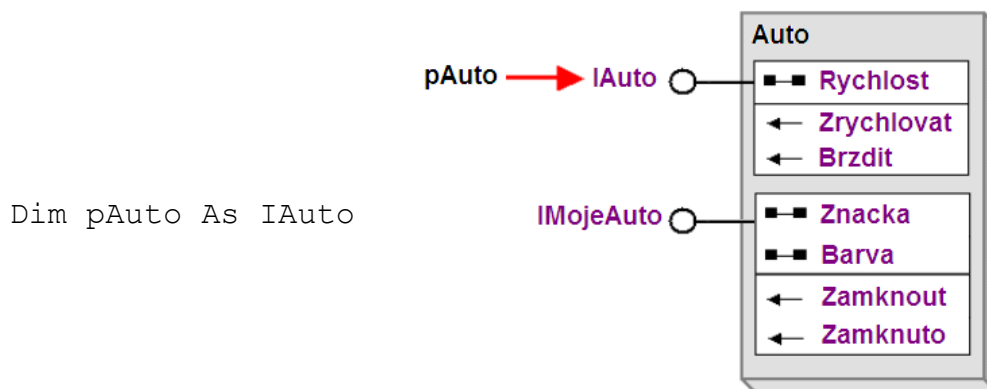 Auto
pAuto IAuto Rychlost
Zrychlovat
Brzdit
Dim pAuto As IAuto
IMojeAuto Znacka
Barva
Zamknout
Zamknuto